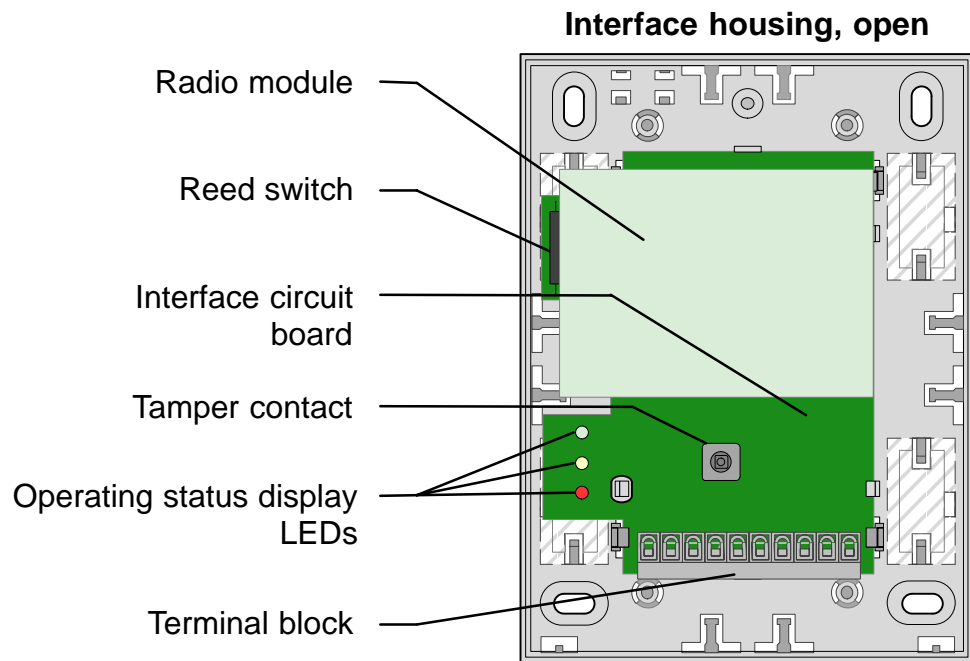 Interface housing, open
Radio module
Reed switch
Interface circuit
board
Tamper contact
Operating status display
LEDs
Terminal block